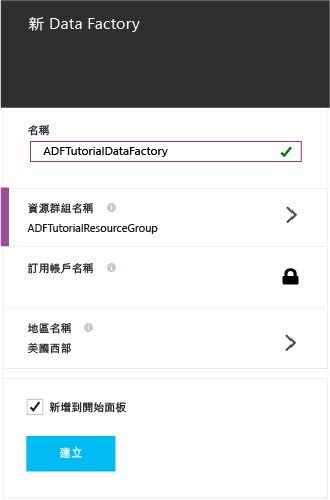 新 Data Factory
名稱
ADFTutorialDataFactory
資源群組名稱
ADFTutorialResourceGroup
訂用帳戶名稱
地區名稱
美國西部
新增到開始面板
建立